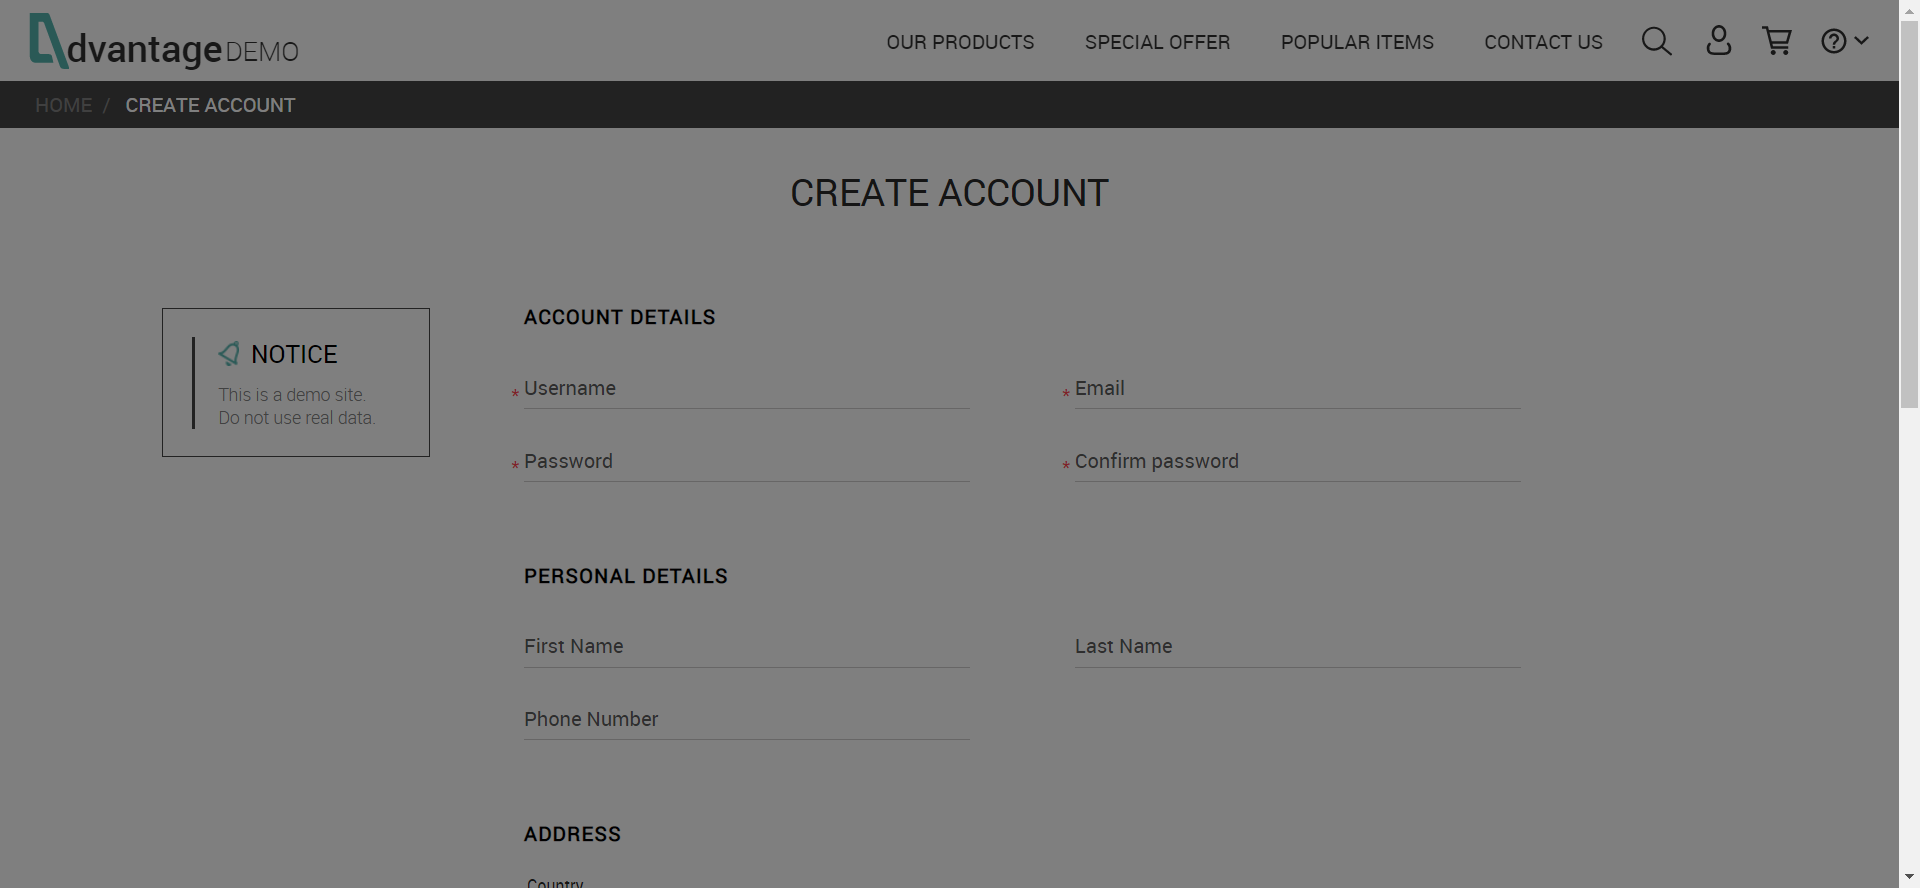 dvantage DEMO
OUR PRODUCTS SPECIAL OFFER POPULAR ITEMS CONTACT US
HOME / CREATE ACCOUNT
CREATE ACCOUNT
NOTICE
This is a demo site.
Do not use real data.
ACCOUNT DETAILS
* Username
* Email
* Password
* Confirm password
PERSONAL DETAILS
First Name
Last Name
Phone Number
ADDRESS
Country